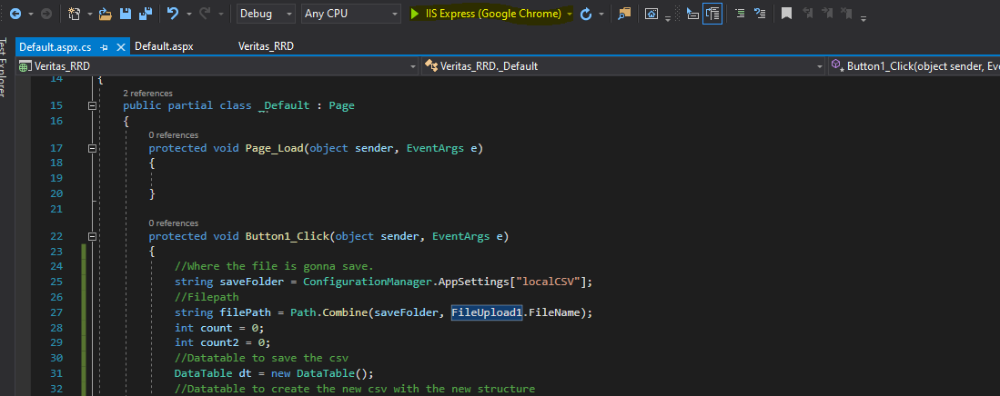 Debug Any CPU IIS Express (Google Chrome)
Default.aspx.cs Default.aspx Veritas_RRD
Test Explorer
Veritas_RRD Veritas_RRD._Default Button1_Click(object sender, Eve
14 {
2 references
15 public partial class _Default : Page
16 {
0 references
17 protected void Page_Load(object sender, EventArgs e)
18 {
19
20 }
21
0 references
22 protected void Button1_Click(object sender, EventArgs e)
23 {
24 //Where the file is gonna save.
25 string saveFolder = ConfigurationManager.AppSettings["localCSV"];
26 //Filepath
27 string filePath = Path.Combine(saveFolder, FileUpload1.FileName);
28 int count = 0;
29 int count2 = 0;
30 //Datatable to save the csv
31 DataTable dt = new DataTable();
32 //Datatable to create the new csv with the new structure